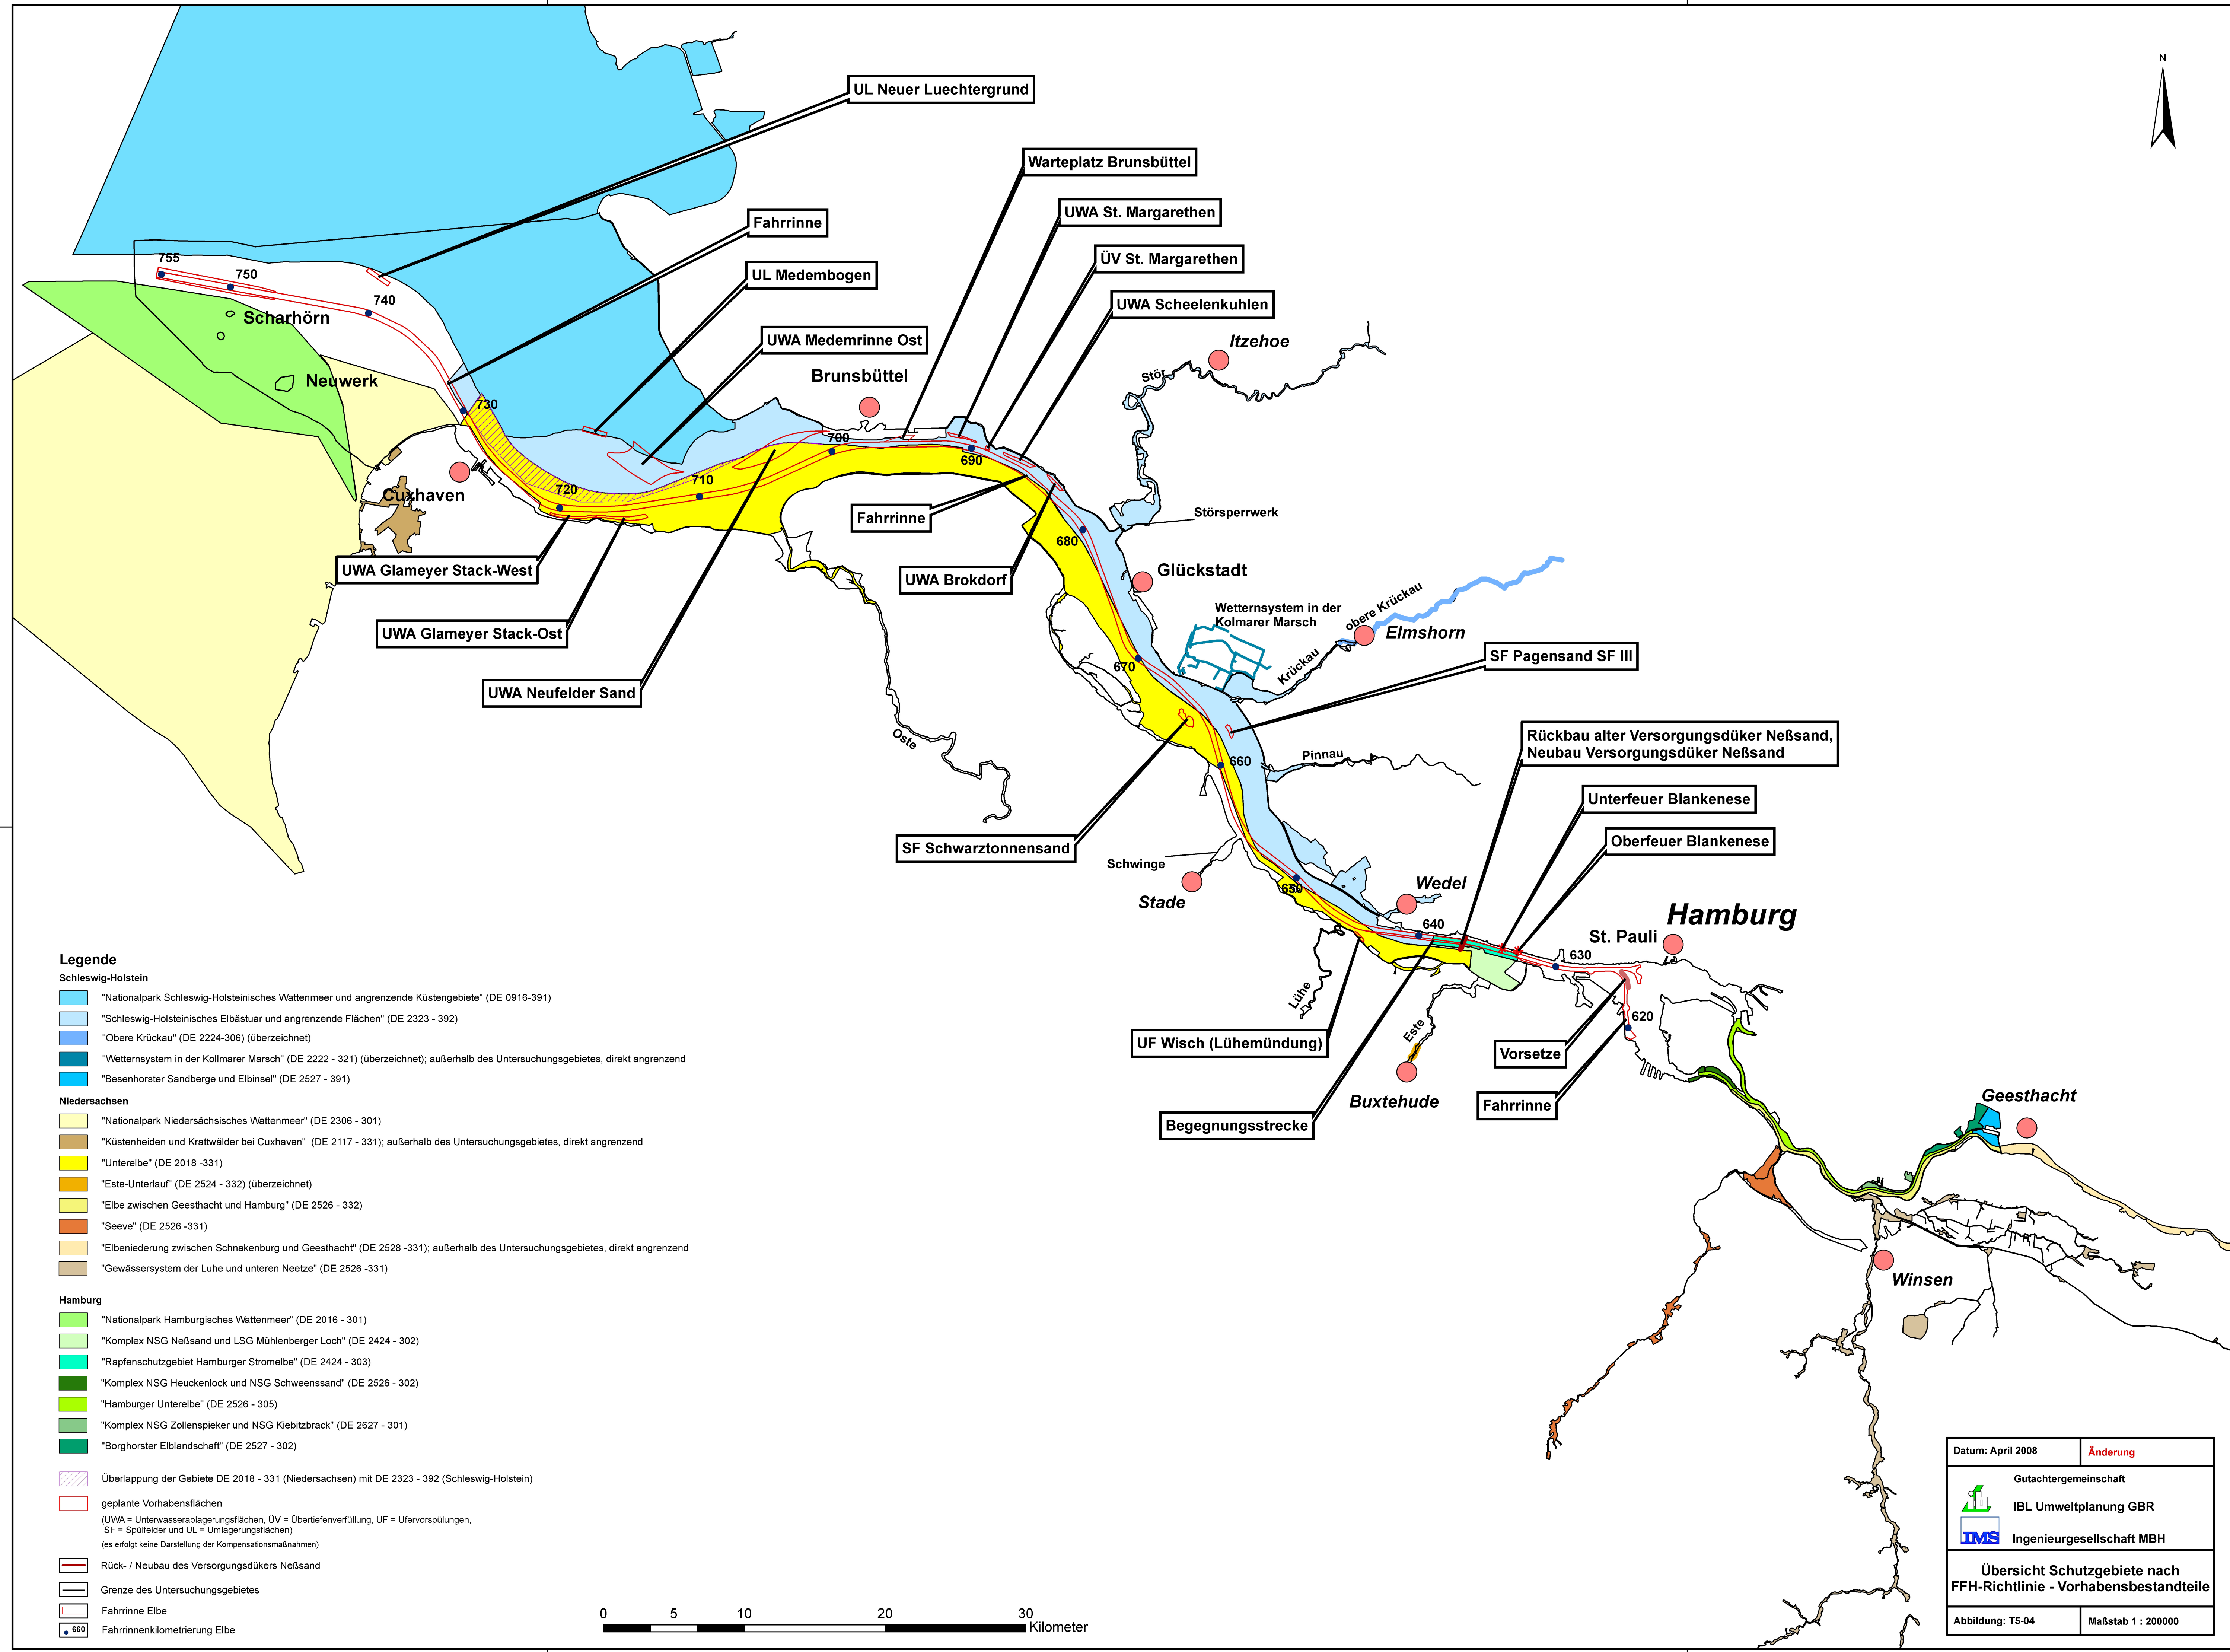 N
UL Neuer Luechtergrund
Warteplatz Brunsbüttel
UWA St. Margarethen
Fahrrinne
ÜV St. Margarethen
UL Medembogen
UWA Scheelenkuhlen
755
750
740
Scharhörn
UWA Medemrinne Ost
Itzehoe
Neuwerk
Brunsbüttel
Stör
730
700
690
Cuxhaven
720
710
Fahrrinne
Störsperrwerk
680
UWA Glameyer Stack-West
UWA Brokdorf
Glückstadt
Wetternsystem in der
Kolmarer Marsch
obere Krückau
Elmshorn
UWA Glameyer Stack-Ost
670
Krückau
SF Pagensand SF III
UWA Neufelder Sand
Oste
Pinnau
660
Rückbau alter Versorgungsdüker Neßsand,
Neubau Versorgungsdüker Neßsand
Unterfeuer Blankenese
SF Schwarztonnensand
Oberfeuer Blankenese
Schwinge
Stade
650
Wedel
640
Hamburg
St. Pauli
630
Lühe
620
Este
UF Wisch (Lühemündung)
Vorsetze
Buxtehude
Fahrrinne
Begegnungsstrecke
Geesthacht
Winsen
Legende
Schleswig-Holstein
"Nationalpark Schleswig-Holsteinisches Wattenmeer und angrenzende Küstengebiete" (DE 0916-391)
"Schleswig-Holsteinisches Elbästuar und angrenzende Flächen" (DE 2323 - 392)
"Obere Krückau" (DE 2224-306) (überzeichnet)
"Wetternsystem in der Kollmarer Marsch" (DE 2222 - 321) (überzeichnet); außerhalb des Untersuchungsgebietes, direkt angrenzend
"Besenhorster Sandberge und Elbinsel" (DE 2527 - 391)
Niedersachsen
"Nationalpark Niedersächsisches Wattenmeer" (DE 2306 - 301)
"Küstenheiden und Krattwälder bei Cuxhaven" (DE 2117 - 331); außerhalb des Untersuchungsgebietes, direkt angrenzend
"Unterelbe" (DE 2018 -331)
"Este-Unterlauf" (DE 2524 - 332) (überzeichnet)
"Elbe zwischen Geesthacht und Hamburg" (DE 2526 - 332)
"Seeve" (DE 2526 -331)
"Elbeniederung zwischen Schnakenburg und Geesthacht" (DE 2528 -331); außerhalb des Untersuchungsgebietes, direkt angrenzend
"Gewässersystem der Luhe und unteren Neetze" (DE 2526 -331)
Hamburg
"Nationalpark Hamburgisches Wattenmeer" (DE 2016 - 301)
"Komplex NSG Neßsand und LSG Mühlenberger Loch" (DE 2424 - 302)
"Rapfenschutzgebiet Hamburger Stromelbe" (DE 2424 - 303)
"Komplex NSG Heuckenlock und NSG Schweenssand" (DE 2526 - 302)
"Hamburger Unterelbe" (DE 2526 - 305)
"Komplex NSG Zollenspieker und NSG Kiebitzbrack" (DE 2627 - 301)
"Borghorster Elblandschaft" (DE 2527 - 302)
Überlappung der Gebiete DE 2018 - 331 (Niedersachsen) mit DE 2323 - 392 (Schleswig-Holstein)
geplante Vorhabensflächen
(UWA = Unterwasserablagerungsflächen, ÜV = Übertiefenverfüllung, UF = Ufervorspülungen,
SF = Spülfelder und UL = Umlagerungsflächen)
(es erfolgt keine Darstellung der Kompensationsmaßnahmen)
Rück- / Neubau des Versorgungsdükers Neßsand
Grenze des Untersuchungsgebietes
Fahrrinne Elbe
660 Fahrrinnenkilometrierung Elbe
0 5 10 20 30
Kilometer
Datum: April 2008 Änderung
Gutachtergemeinschaft
ib IBL Umweltplanung GBR
IMS Ingenieurgesellschaft MBH
Übersicht Schutzgebiete nach
FFH-Richtlinie - Vorhabensbestandteile
Abbildung: T5-04 Maßstab 1 : 200000